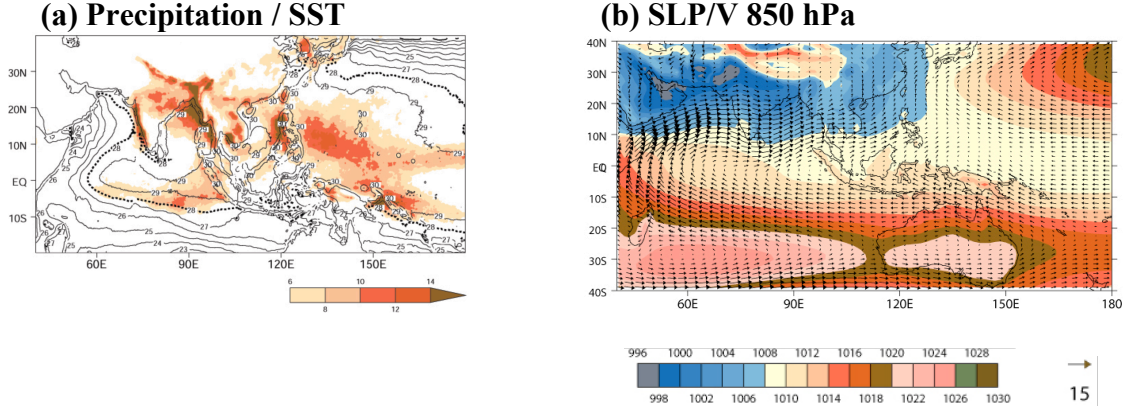 (a) Precipitation / SST
(b) SLP/V 850 hPa
30N
20N
10N
EQ
10S
60E 90E 120E 150E
6 10 14
8 12
40N
30N
20N
10N
EQ
10S
20S
30S
40S
60E 90E 120E 150E 180
996 1000 1004 1008 1012 1016 1020 1024 1028
998 1002 1006 1010 1014 1018 1022 1026 1030
15